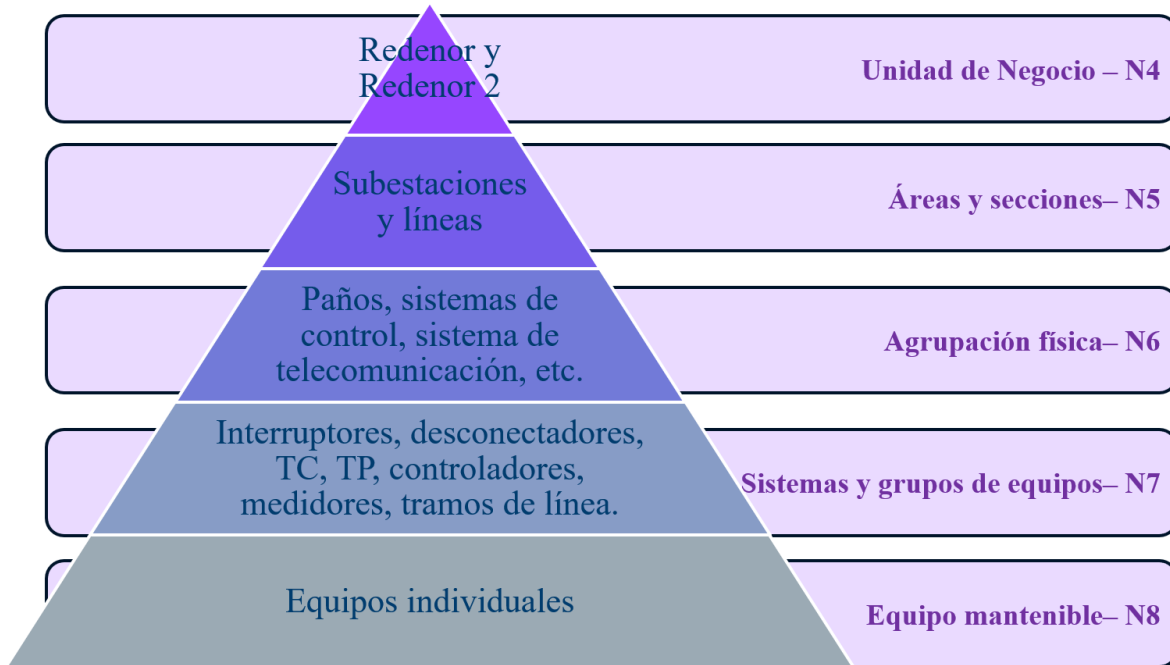 Redenor y
Redenor 2
Unidad de Negocio – N4
Subestaciones
y líneas
Áreas y secciones– N5
Paños, sistemas de
control, sistema de
telecomunicación, etc.
Agrupación física– N6
Interruptores, desconectadores,
TC, TP, controladores,
medidores, tramos de línea.
Sistemas y grupos de equipos– N7
Equipos individuales
Equipo mantenible– N8